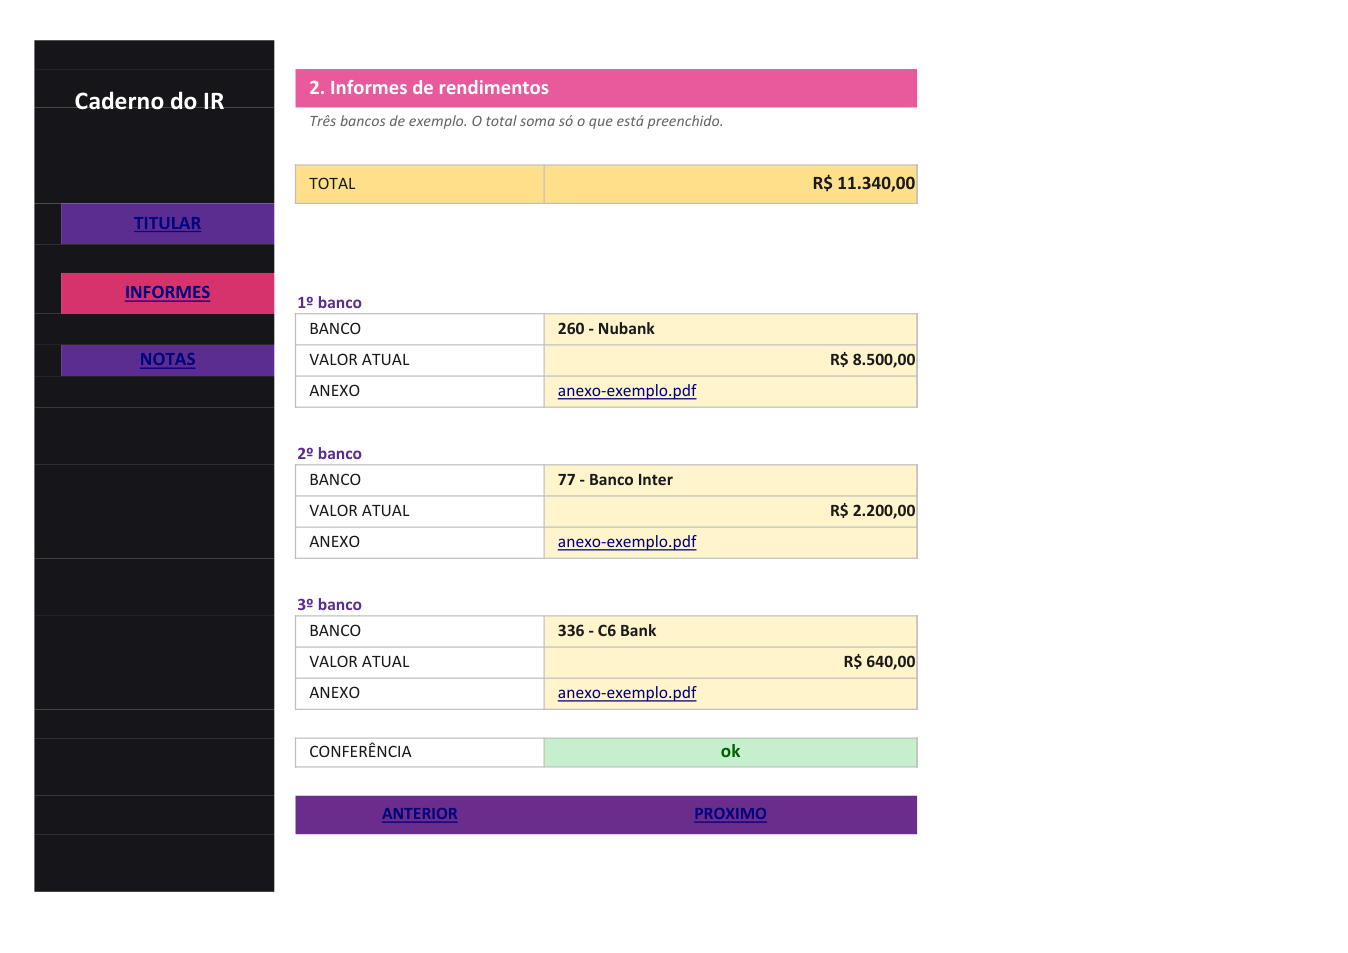 Caderno do IR
TITULAR
INFORMES
NOTAS
2. Informes de rendimentos
Três bancos de exemplo. O total soma só o que está preenchido.
TOTAL R$ 11.340,00
1º banco
BANCO 260 - Nubank
VALOR ATUAL R$ 8.500,00
ANEXO anexo-exemplo.pdf
2º banco
BANCO 77 - Banco Inter
VALOR ATUAL R$ 2.200,00
ANEXO anexo-exemplo.pdf
3º banco
BANCO 336 - C6 Bank
VALOR ATUAL R$ 640,00
ANEXO anexo-exemplo.pdf
CONFERÊNCIA ok
ANTERIOR PROXIMO